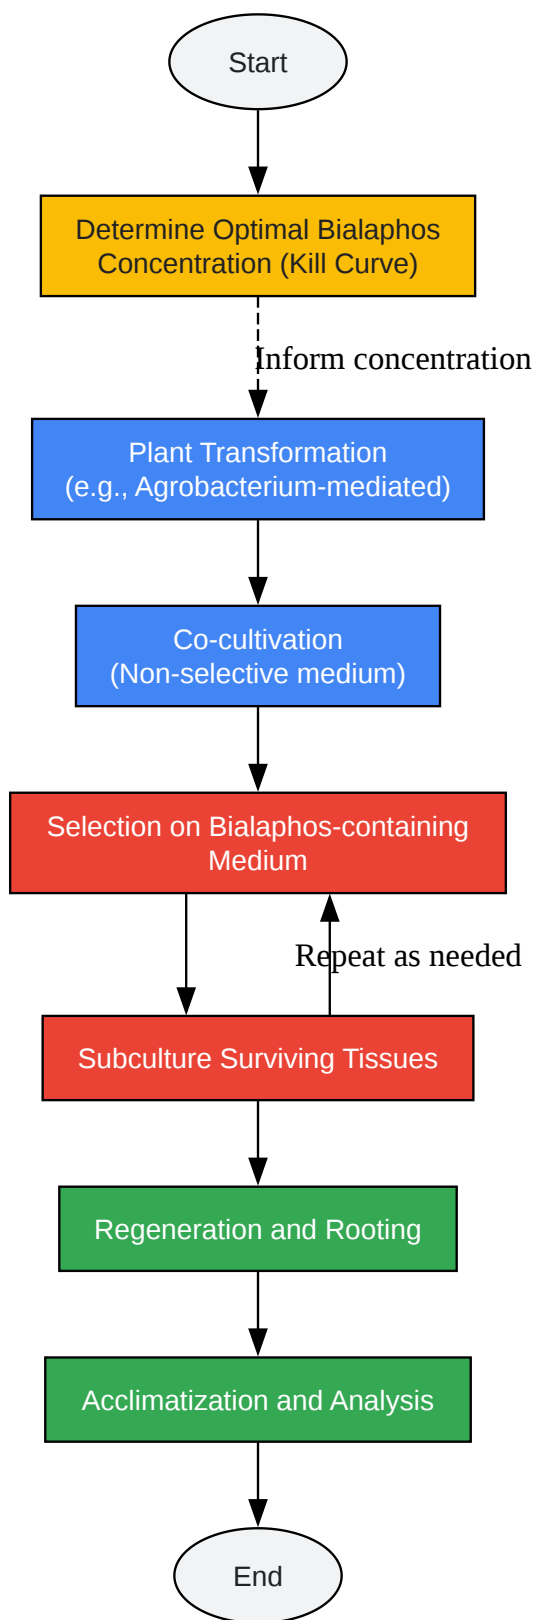 Start
Determine Optimal Bialaphos
Concentration (Kill Curve)
Inform concentration
Plant Transformation
(e.g., Agrobacterium-mediated)
Co-cultivation
(Non-selective medium)
Selection on Bialaphos-containing
Medium
Repeat as needed
Subculture Surviving Tissues
Regeneration and Rooting
Acclimatization and Analysis
End